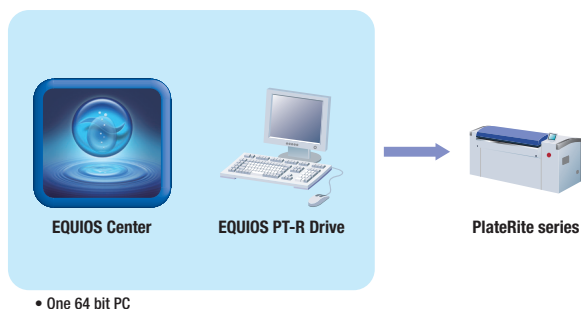 EQUIOS Center
EQUIOS PT-R Drive
PlateRite series
• One 64 bit PC